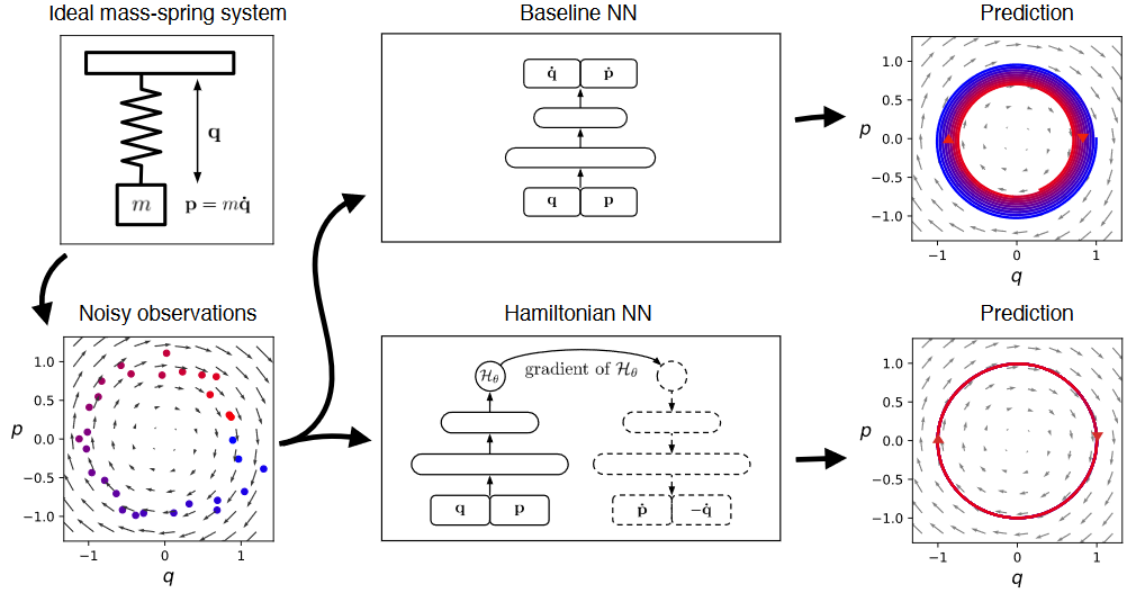 Ideal mass-spring system
q
m
p = mq̇
Baseline NN
q̇ ṗ
q p
Prediction
1.0
0.5
p 0.0
−0.5
−1.0
−1 0 1
q
Noisy observations
1.0
0.5
p 0.0
−0.5
−1.0
−1 0 1
q
Hamiltonian NN
ℋθ gradient of ℋθ
q p ṗ −q̇
Prediction
1.0
0.5
p 0.0
−0.5
−1.0
−1 0 1
q